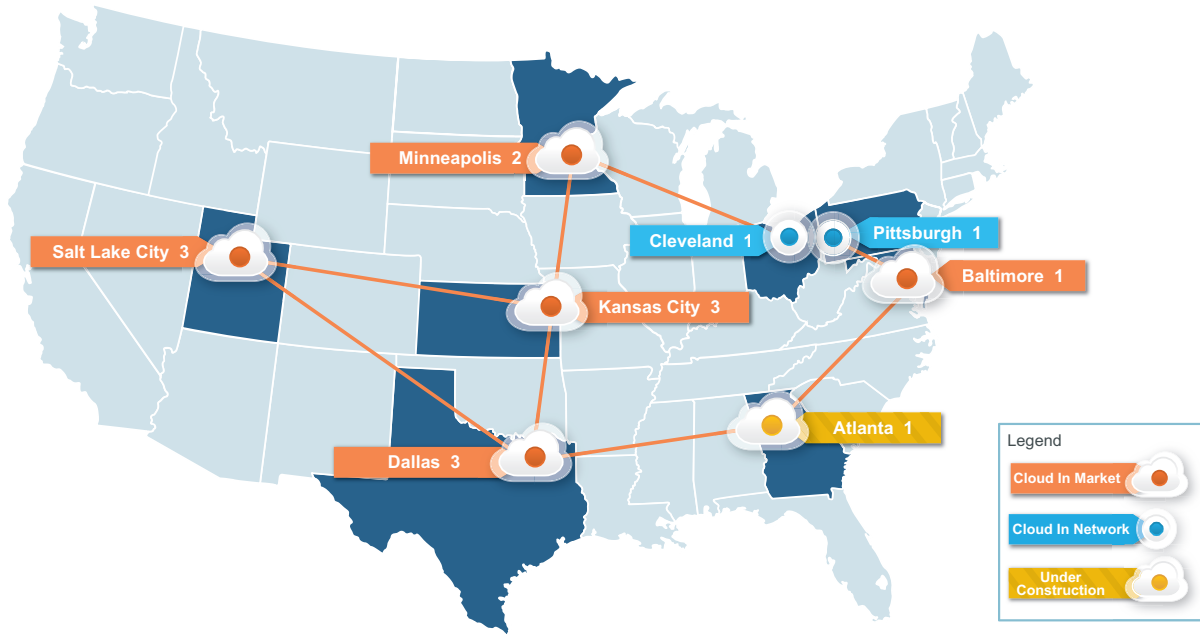 Minneapolis 2
Cleveland 1
Pittsburgh 1
Salt Lake City 3
Baltimore 1
Kansas City 3
Atlanta 1
Dallas 3
Legend
Cloud In Market
Cloud In Network
Under
Construction